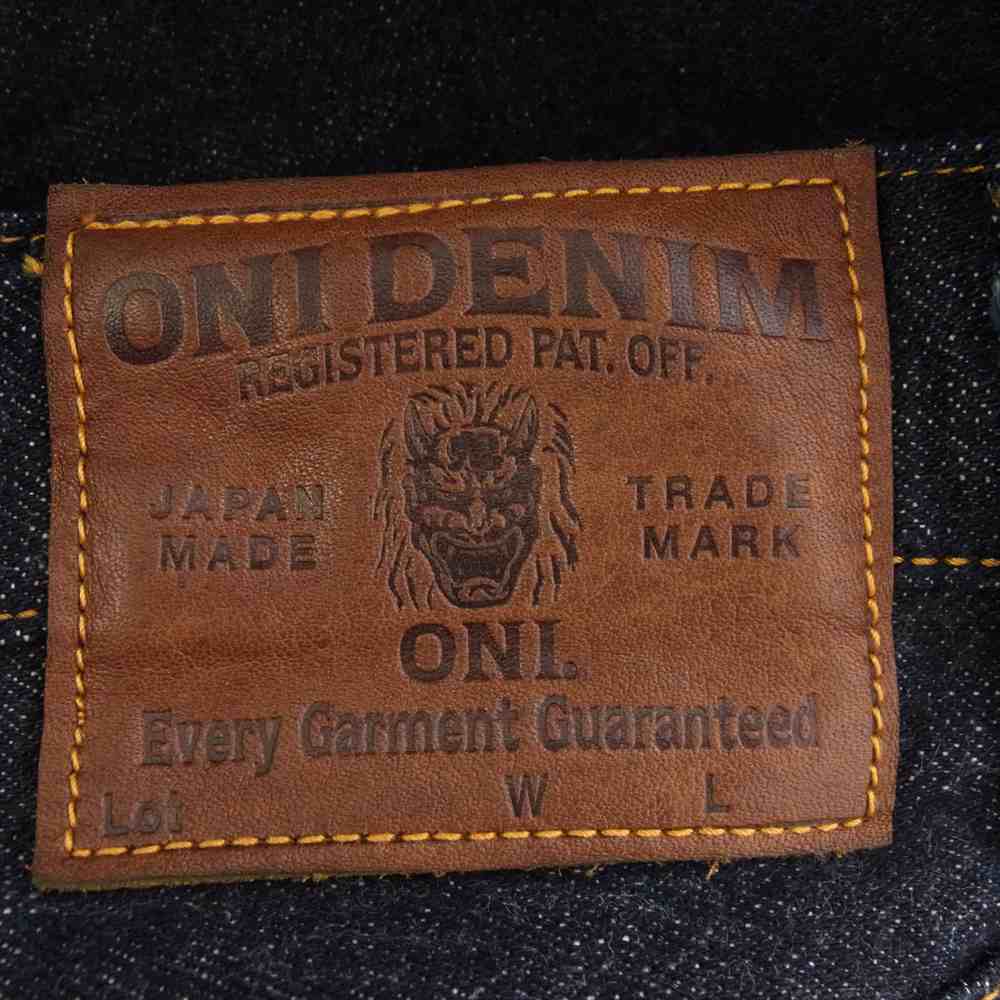 ONI DENIM
REGISTERED PAT. OFF.
JAPAN
MADE
TRADE
MARK
ONI.
Every Garment Guaranteed
Lot W L